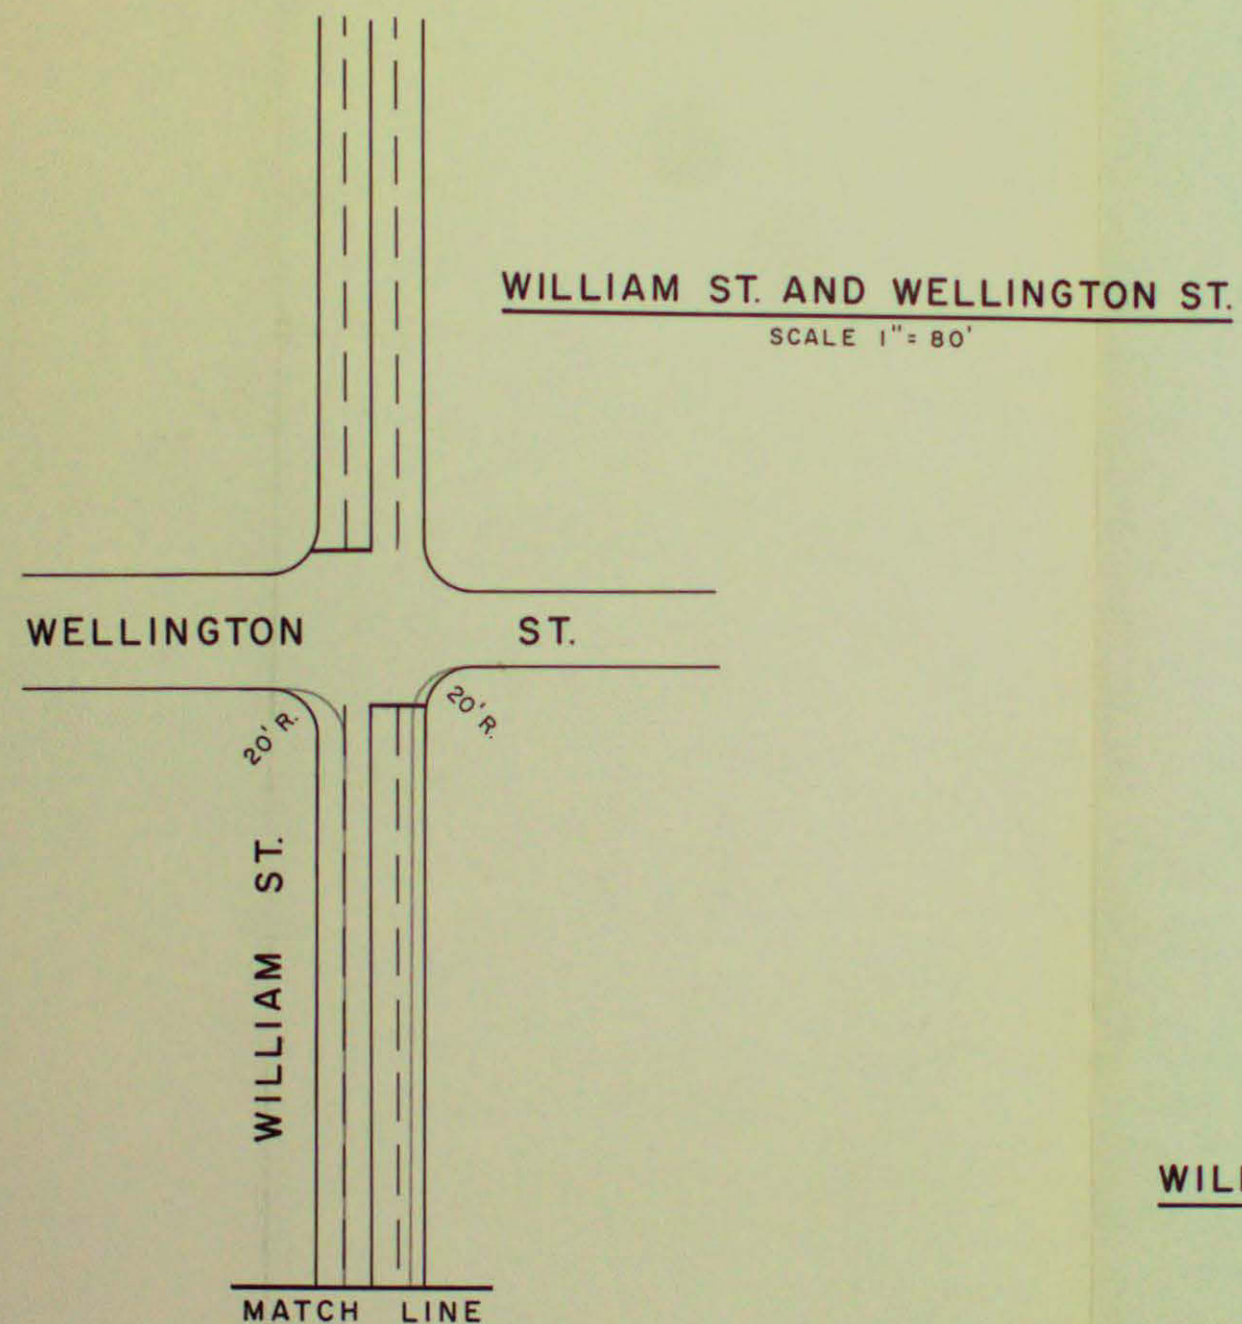 WILLIAM ST. AND WELLINGTON ST.
SCALE 1"= 80'
WELLINGTON ST.
20' R.
20' R.
WILLIAM ST.
MATCH LINE